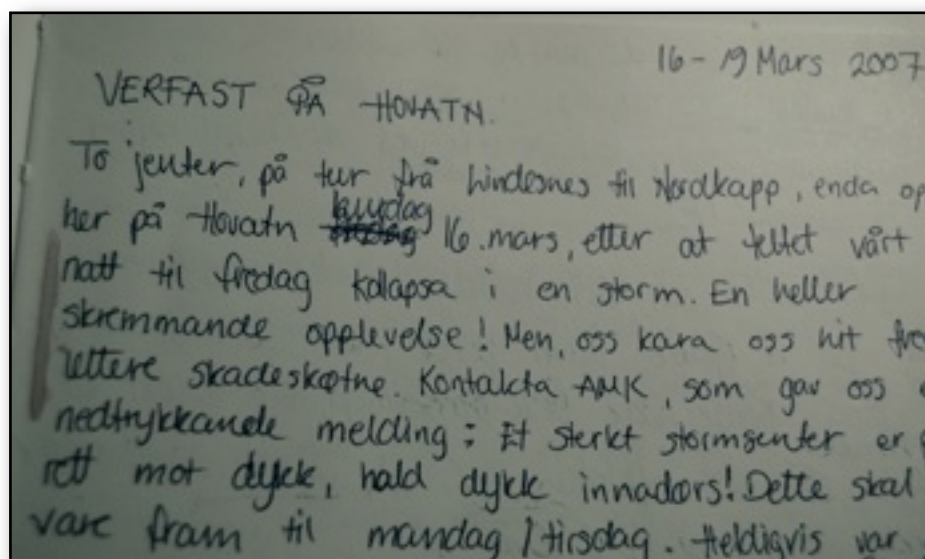 16-19 Mars 2007
VERFAST PÅ HOVATN.
To jenter, på tur frå Lindesnes til Nordkapp, enda op
her på Hovatn 16. mars, etter at teltet vårt
natt til fredag kollapsa i en storm. En heller
skremmande opplevelse! Men, oss kara oss hit fre
lettere skadeskotne. Kontakta AMK, som gav oss
nedtrykkande melding: Et sterkt stormsenter er
rett mot dykk, hald dykk innadørs! Dette skal
vare fram til mandag/tirsdag. Heldigvis var